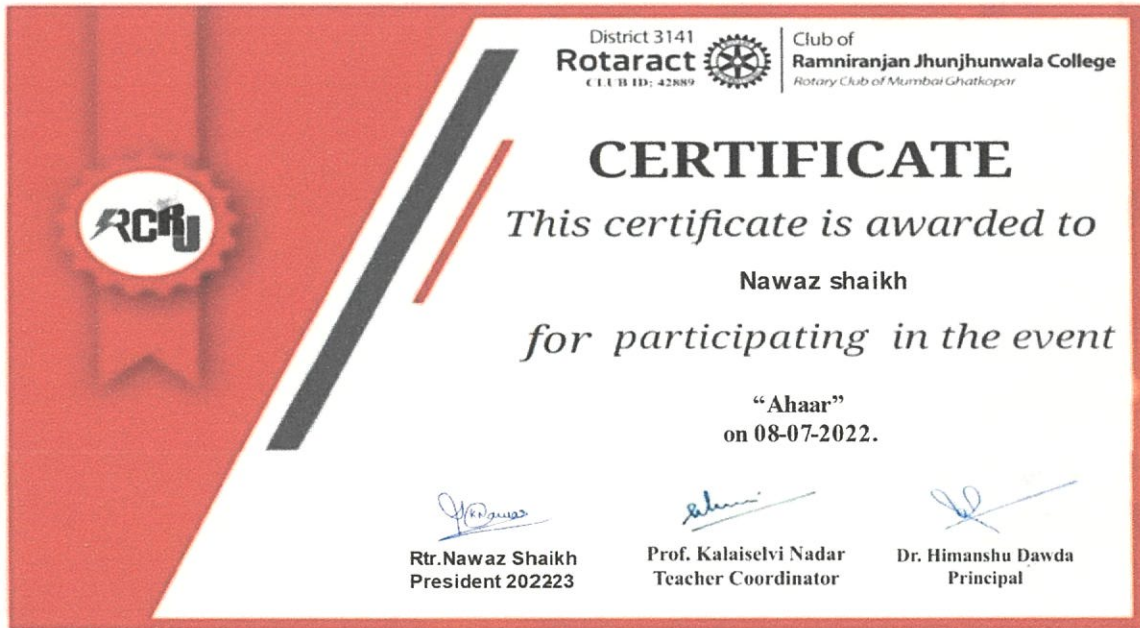 District 3141
Rotaract
CLUB ID: 42889
Club of
Ramniranjan Jhunjhunwala College
Rotary Club of Mumbai Ghatkopar
RCRJ
CERTIFICATE
This certificate is awarded to
Nawaz shaikh
for participating in the event
“Ahaar”
on 08-07-2022.
Rtr.Nawaz Shaikh
President 202223
Prof. Kalaiselvi Nadar
Teacher Coordinator
Dr. Himanshu Dawda
Principal